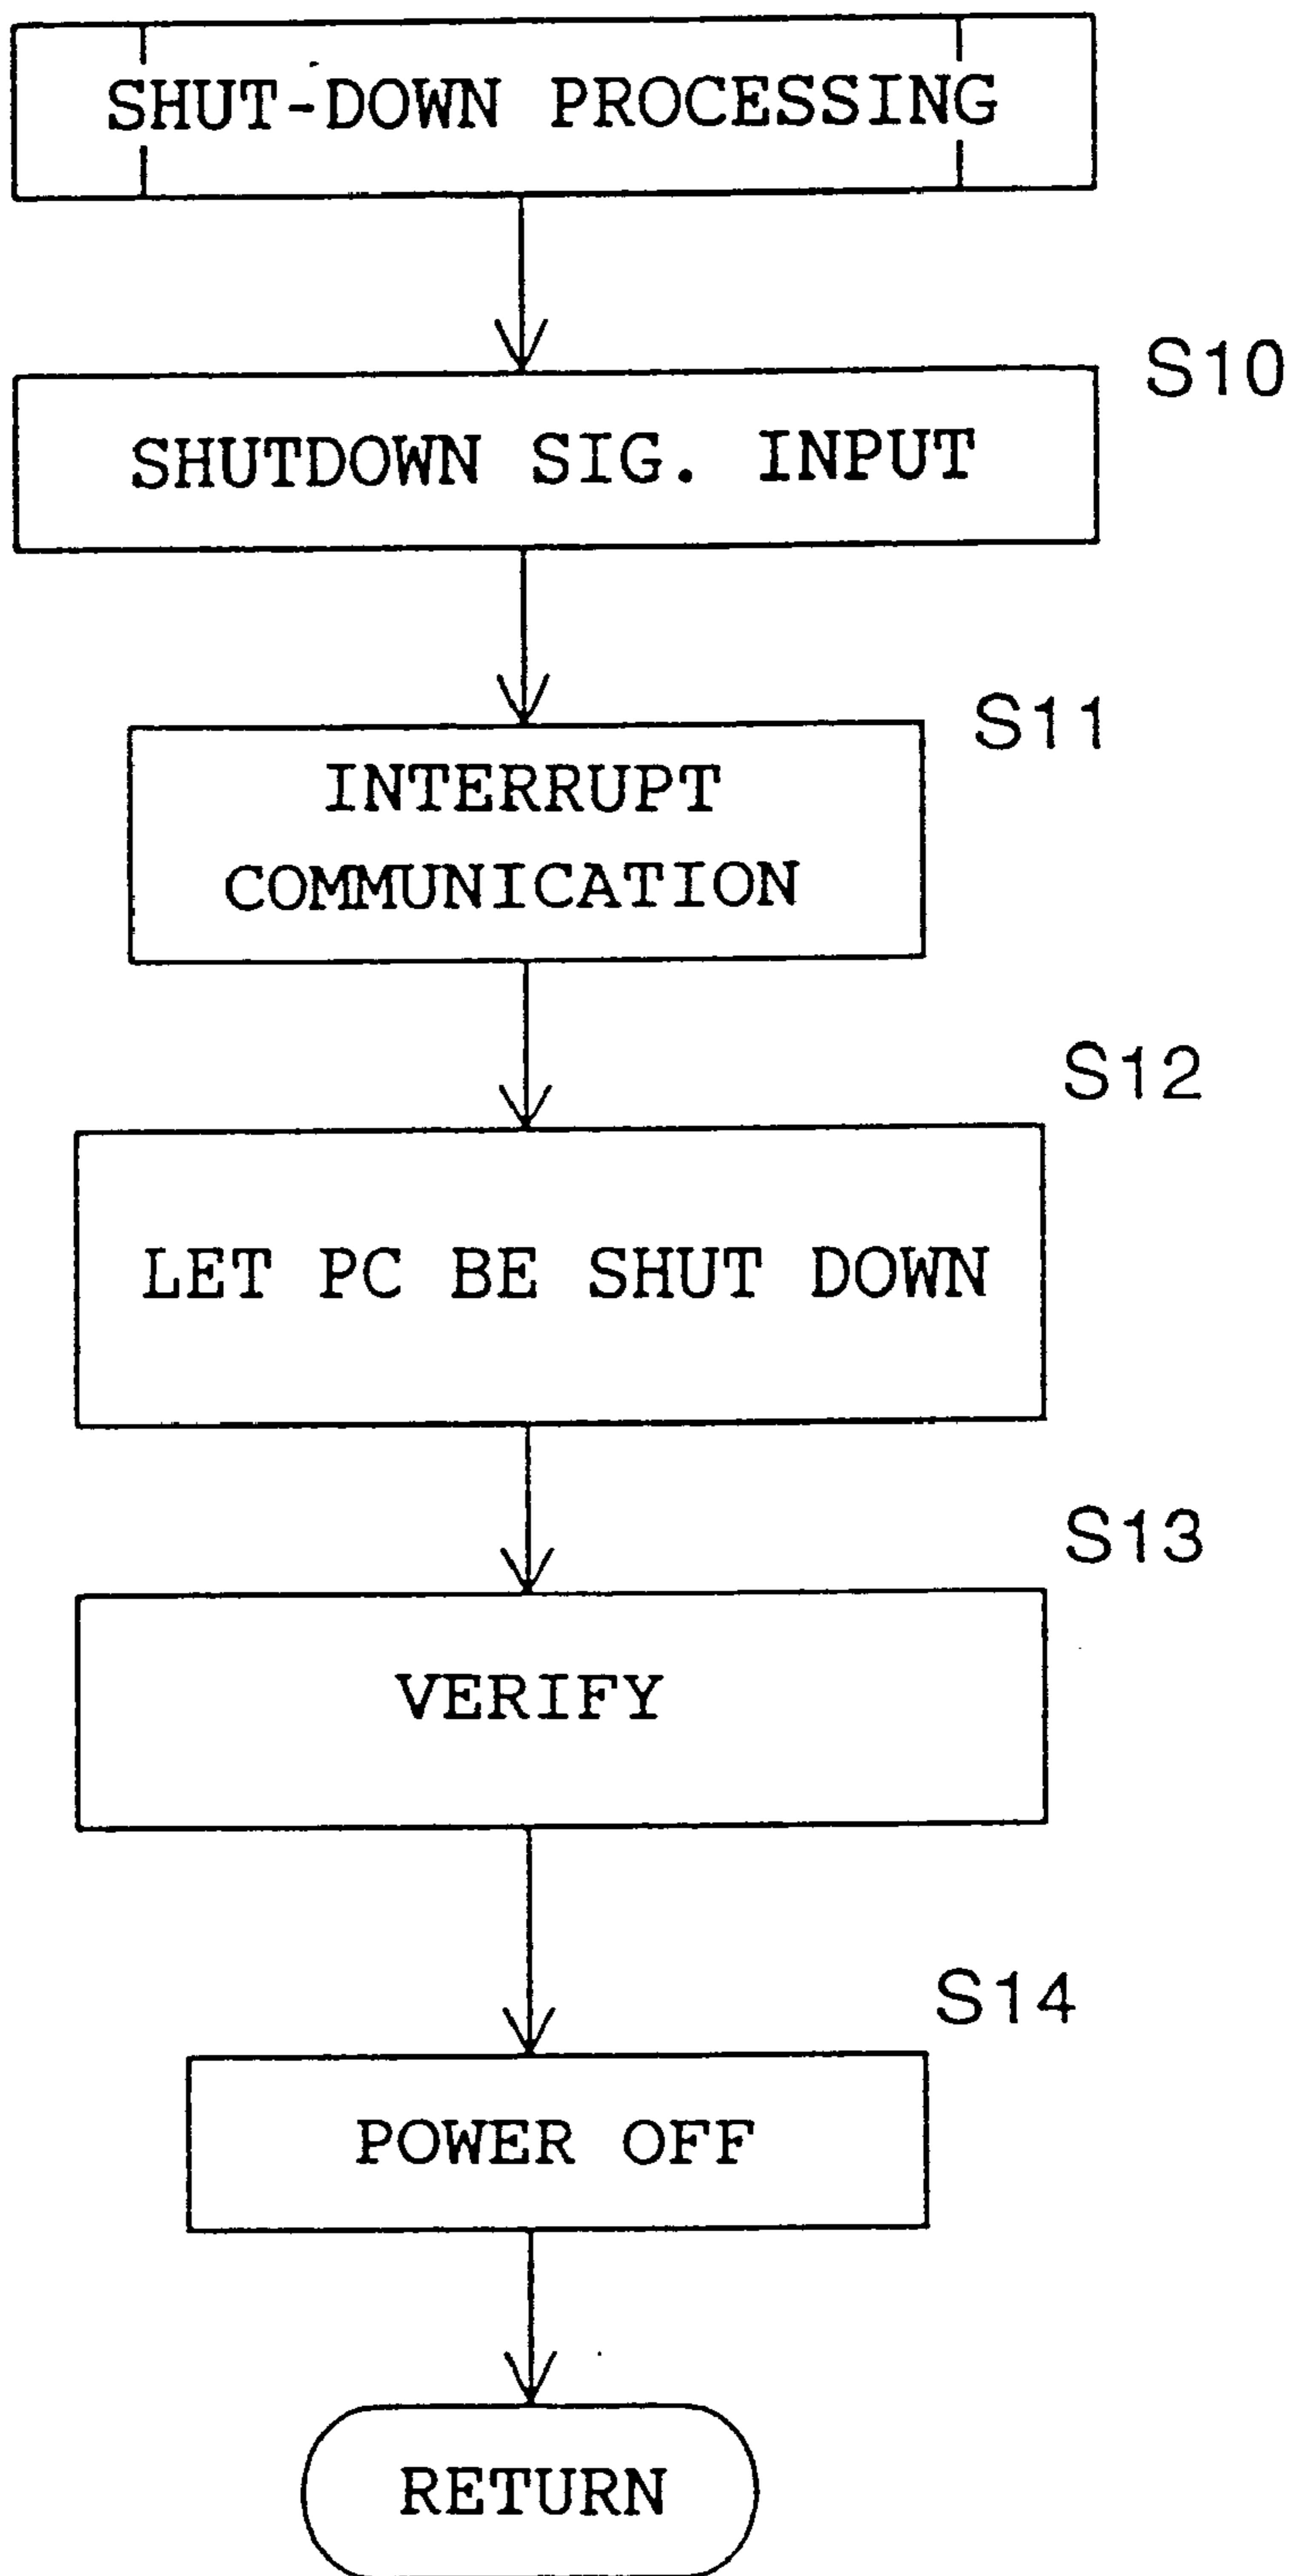 SHUT-DOWN PROCESSING
S10
SHUTDOWN SIG. INPUT
S11
INTERRUPT
COMMUNICATION
S12
LET PC BE SHUT DOWN
S13
VERIFY
S14
POWER OFF
RETURN